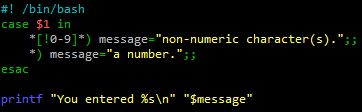 #! /bin/bash
case $1 in
    *[!0-9]*) message="non-numeric character(s).";;
    *) message="a number.";;
esac

printf "You entered %s\n" "$message"